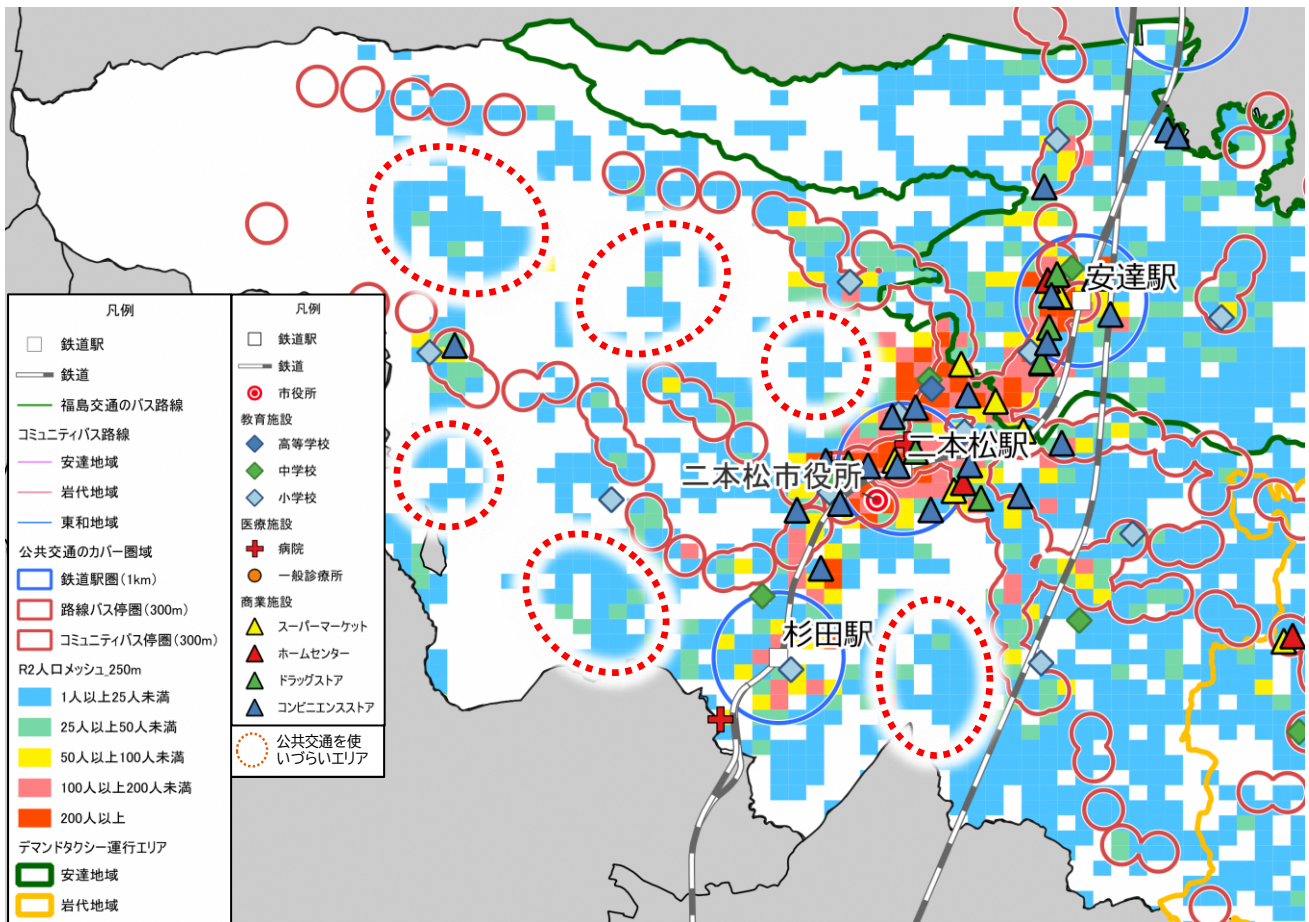 安達駅
二本松駅
二本松市役所
杉田駅
凡例
鉄道駅
鉄道
福島交通のバス路線
コミュニティバス路線
安達地域
岩代地域
東和地域
公共交通のカバー圏域
鉄道駅圏(1km)
路線バス停圏(300m)
コミュニティバス停圏(300m)
R2人口メッシュ_250m
1人以上25人未満
25人以上50人未満
50人以上100人未満
100人以上200人未満
200人以上
デマンドタクシー運行エリア
安達地域
岩代地域
凡例
鉄道駅
鉄道
市役所
教育施設
高等学校
中学校
小学校
医療施設
病院
一般診療所
商業施設
スーパーマーケット
ホームセンター
ドラッグストア
コンビニエンスストア
公共交通を使
いづらいエリア